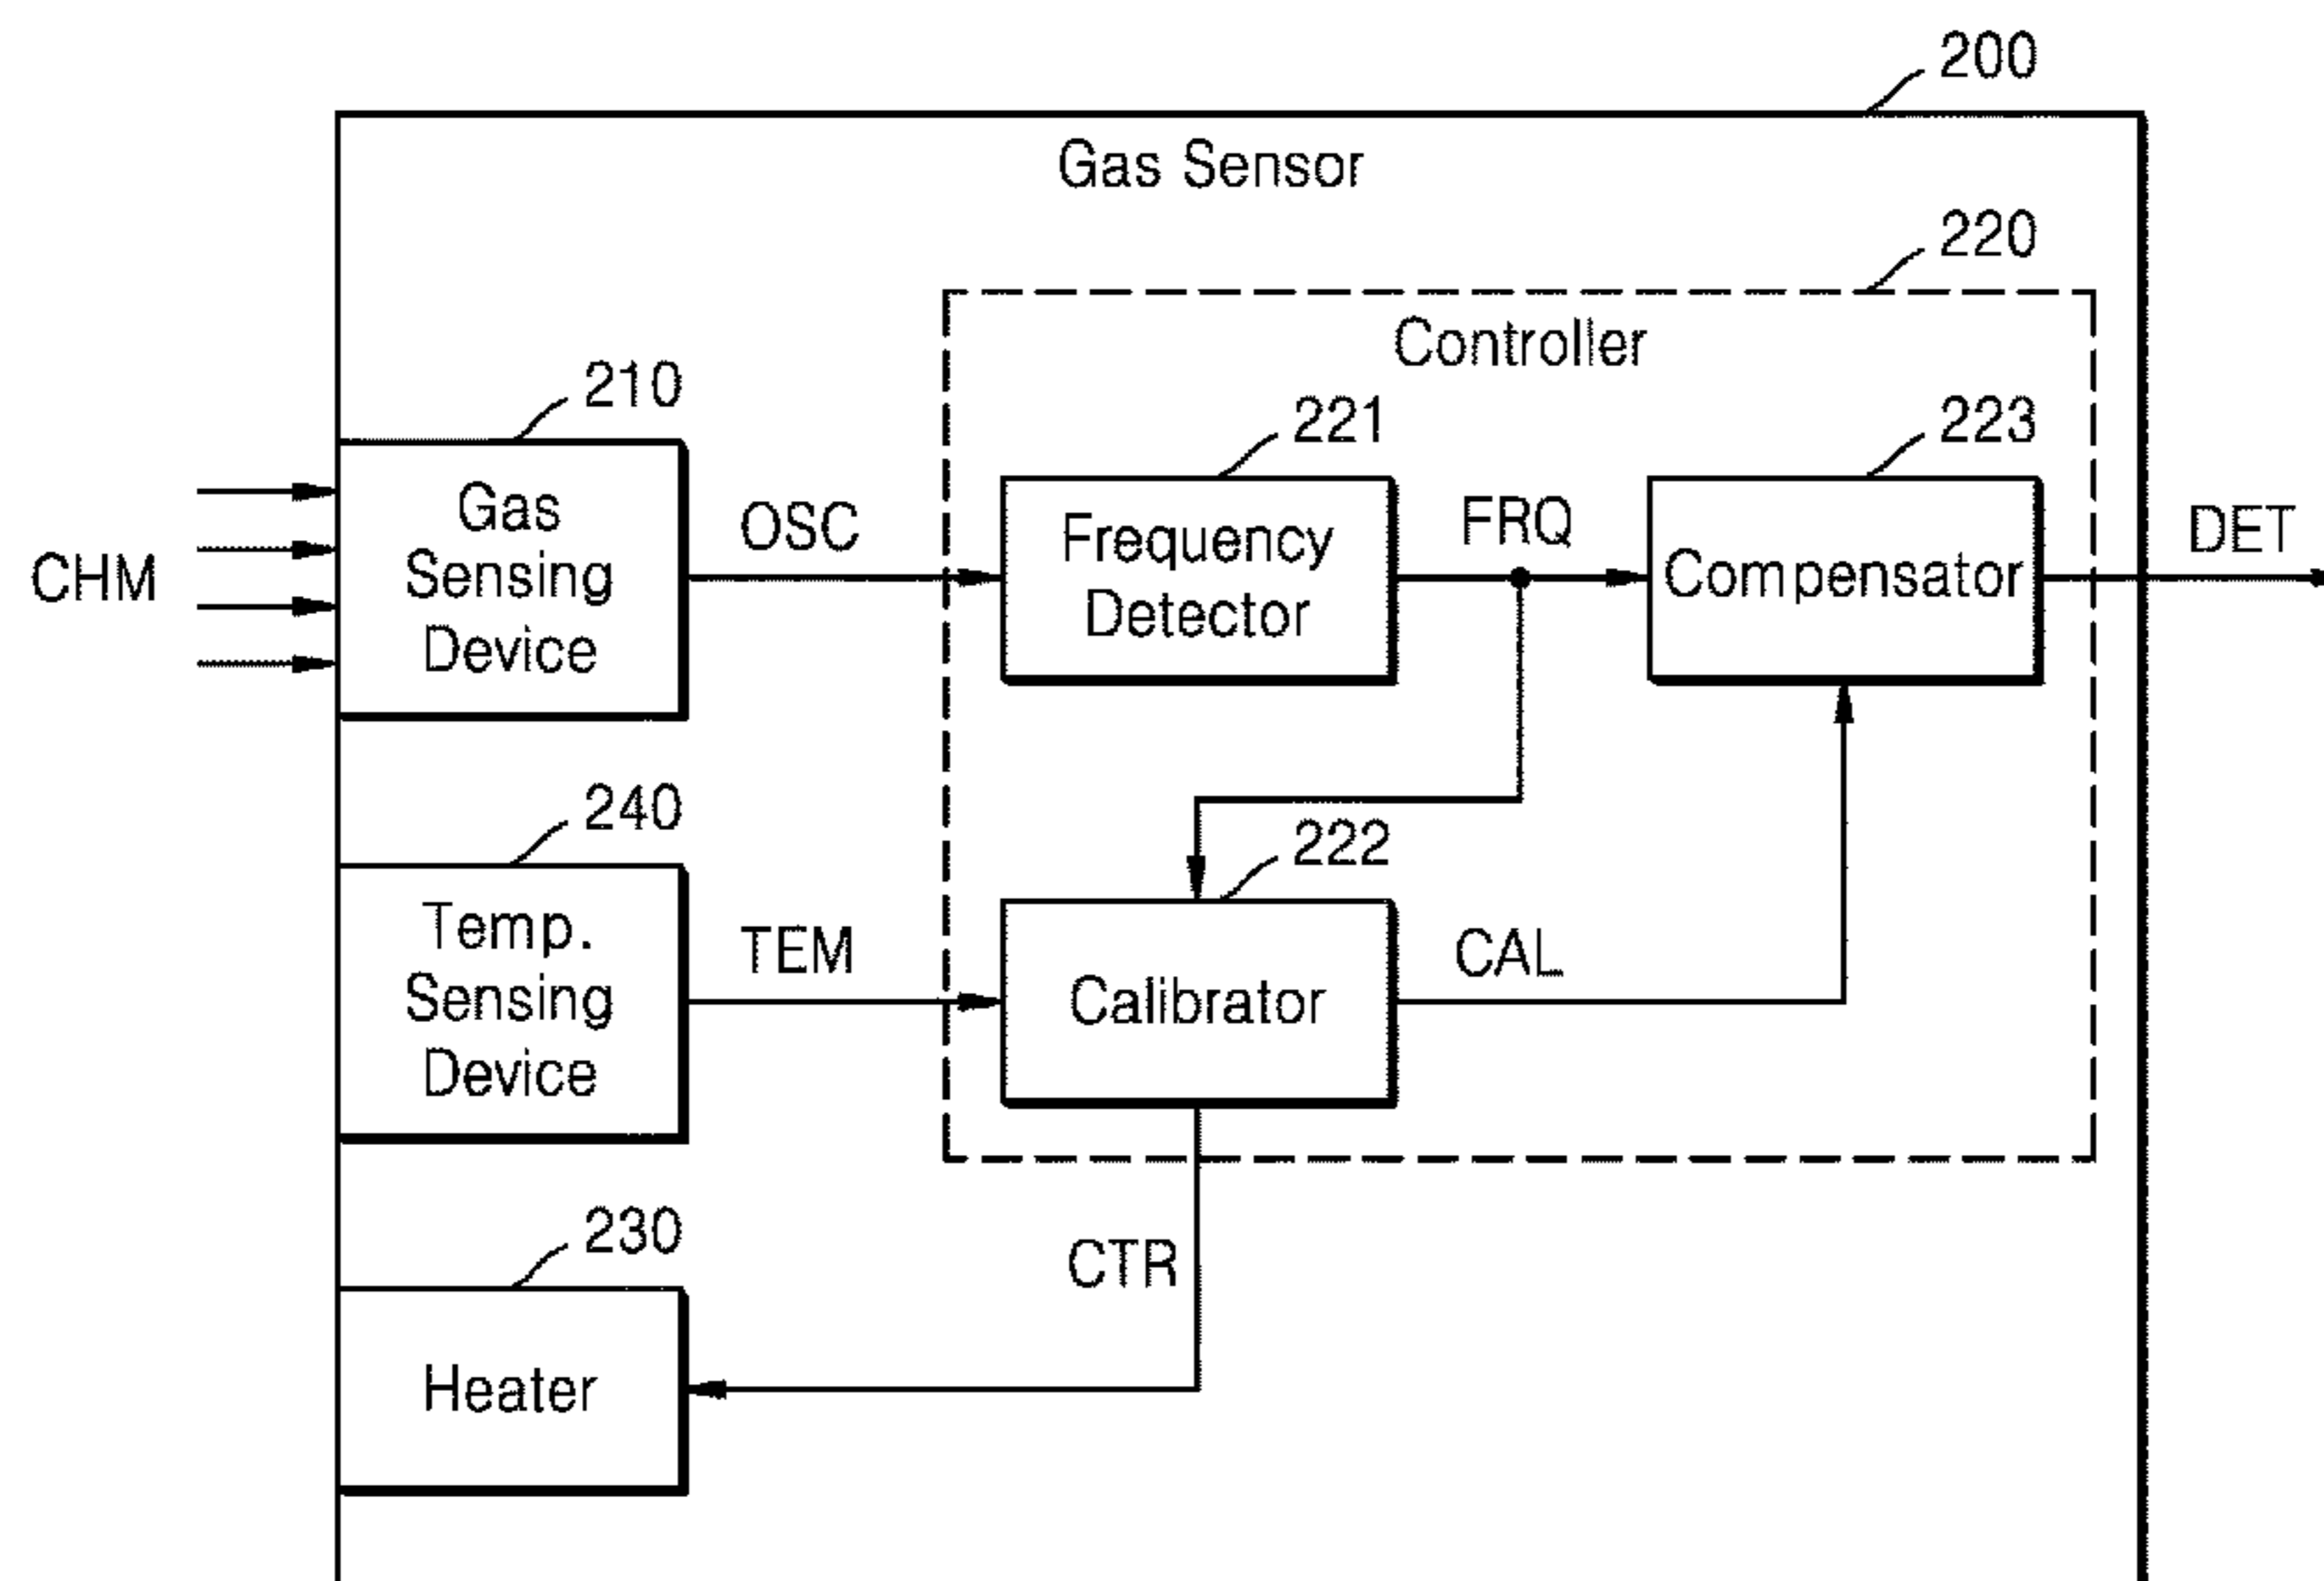 200
Gas Sensor
220
Controller
210
221
223
Gas
Sensing
Device
OSC
Frequency
Detector
FRQ
Compensator
DET
CHM
240
222
Temp.
Sensing
Device
TEM
Calibrator
CAL
230
CTR
Heater